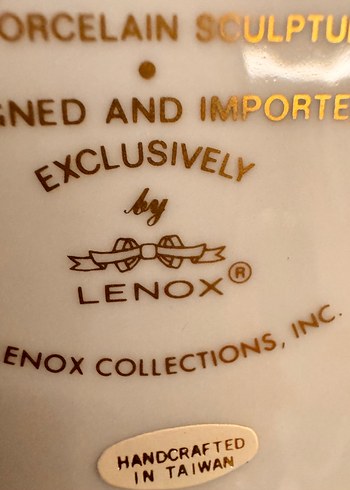 ORCELAIN SCULPTU
•
GNED AND IMPORTE
EXCLUSIVELY
by
LENOX®
ENOX COLLECTIONS, INC.
HANDCRAFTED
IN TAIWAN